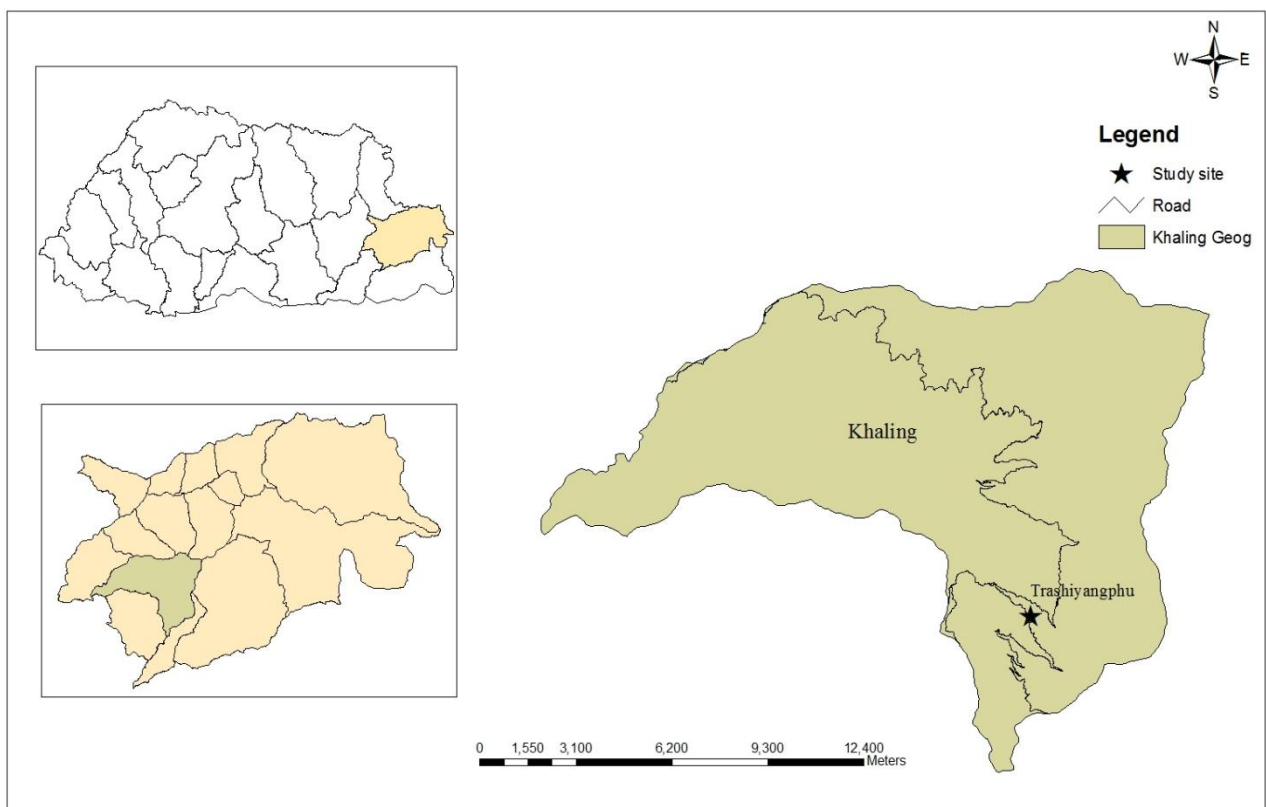 N
W E
S
Legend
Study site
Road
Khaling Geog
Khaling
Trashiyangphu
0 1,550 3,100 6,200 9,300 12,400
Meters